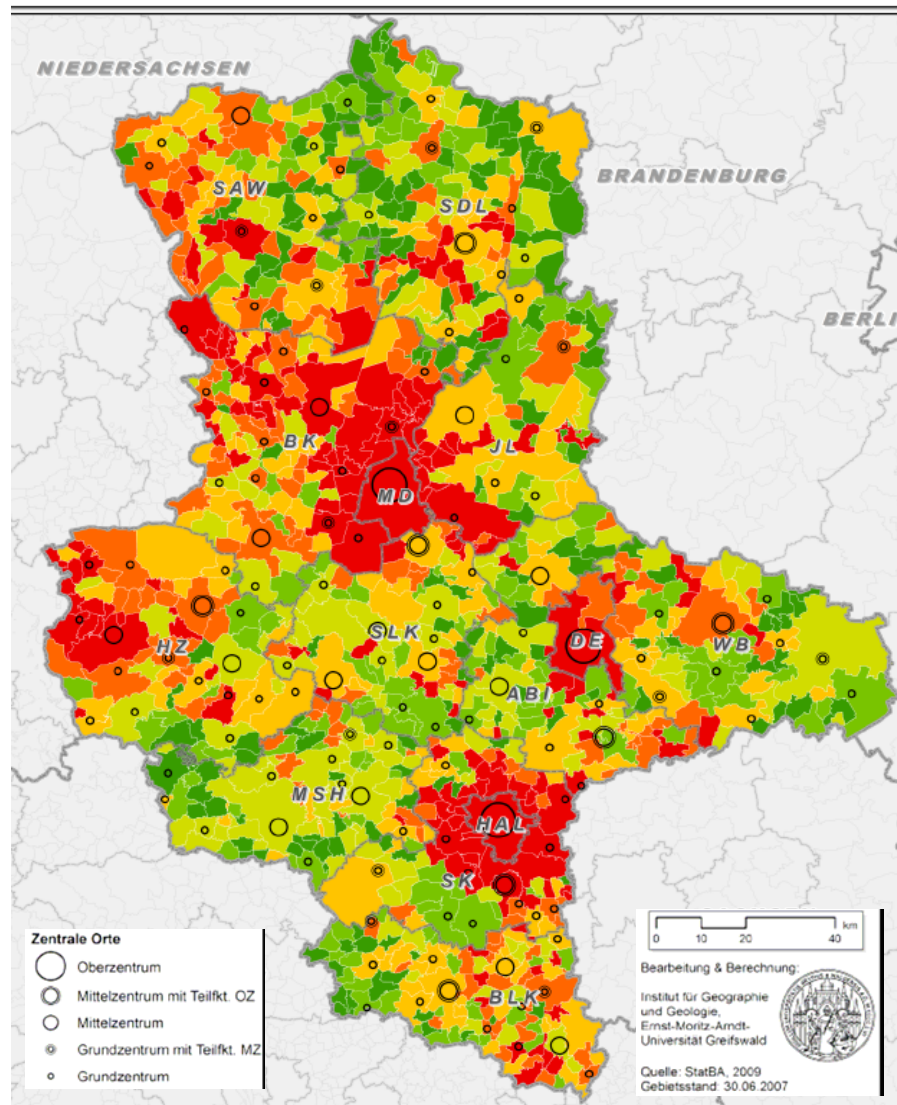 NIEDERSACHSEN
BRANDENBURG
SAW
SDL
BERLI
BK
JL
MD
HZ
SLK
DE
WB
ABI
MSH
HAL
SK
BLK
Zentrale Orte
Oberzentrum
Mittelzentrum mit Teilfkt. OZ
Mittelzentrum
Grundzentrum mit Teilfkt. MZ
Grundzentrum
km
0 10 20 40
Bearbeitung & Berechnung:
Institut für Geographie
und Geologie,
Ernst-Moritz-Arndt-
Universität Greifswald
Quelle: StatBA, 2009
Gebietsstand: 30.06.2007